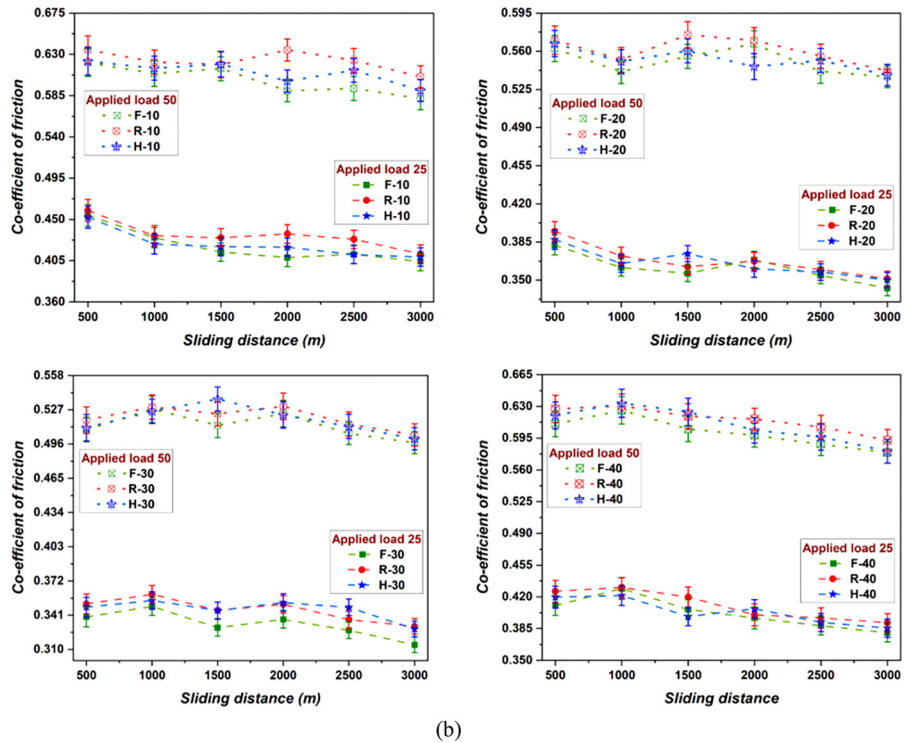 0.675
0.630
0.585
0.540
0.495
0.450
0.405
0.360
Co-efficient of friction
Applied load 50
F-10
R-10
H-10
Applied load 25
F-10
R-10
H-10
500 1000 1500 2000 2500 3000
Sliding distance (m)
0.595
0.560
0.525
0.490
0.455
0.420
0.385
0.350
Co-efficient of friction
Applied load 50
F-20
R-20
H-20
Applied load 25
F-20
R-20
H-20
500 1000 1500 2000 2500 3000
Sliding distance (m)
0.558
0.527
0.496
0.465
0.434
0.403
0.372
0.341
0.310
Co-efficient of friction
Applied load 50
F-30
R-30
H-30
Applied load 25
F-30
R-30
H-30
500 1000 1500 2000 2500 3000
Sliding distance (m)
0.665
0.630
0.595
0.560
0.525
0.490
0.455
0.420
0.385
0.350
Co-efficient of friction
Applied load 50
F-40
R-40
H-40
Applied load 25
F-40
R-40
H-40
500 1000 1500 2000 2500 3000
Sliding distance
(b)